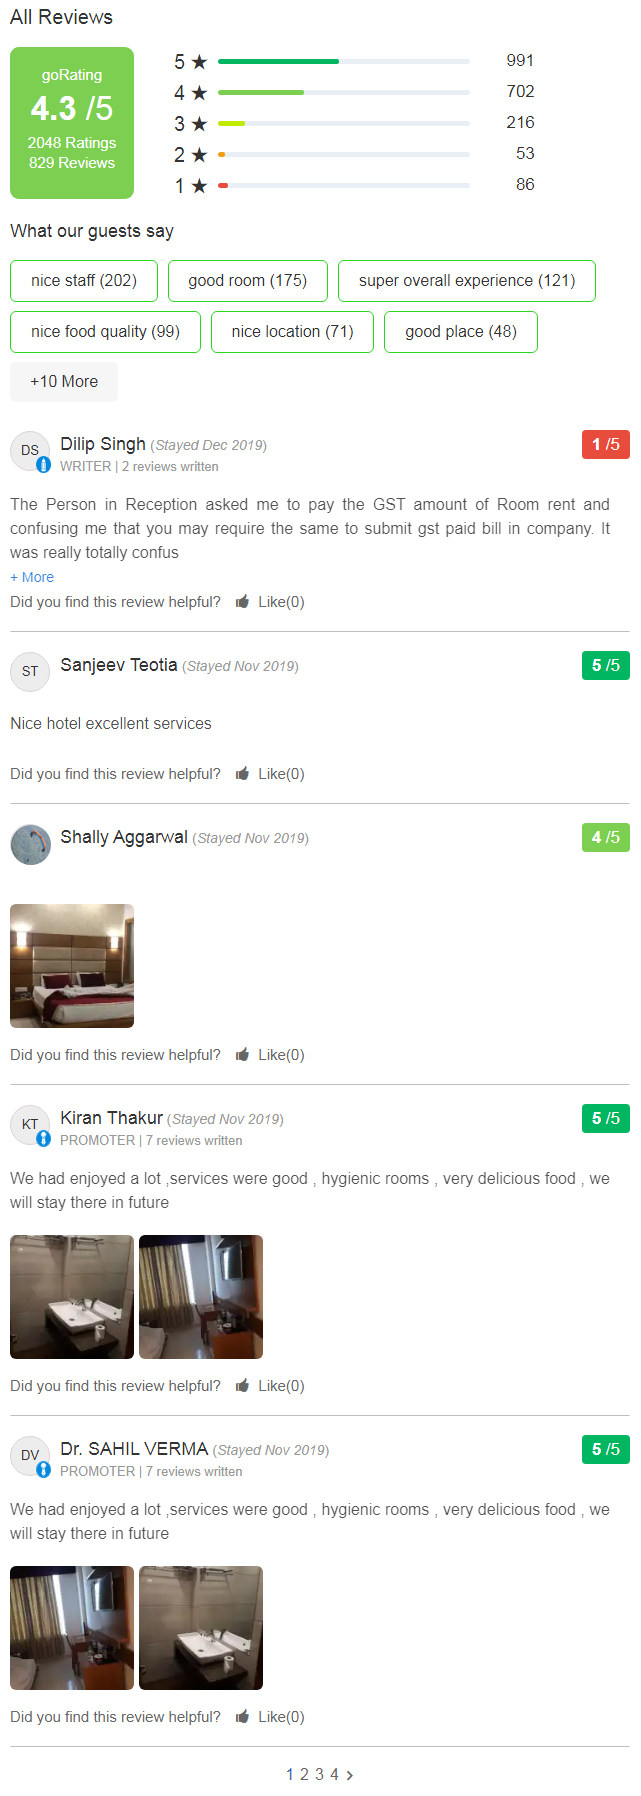 All Reviews
goRating
4.3 /5
2048 Ratings
829 Reviews
5 ★ 991
4 ★ 702
3 ★ 216
2 ★ 53
1 ★ 86
What our guests say
nice staff (202) good room (175) super overall experience (121)
nice food quality (99) nice location (71) good place (48)
+10 More
DS Dilip Singh (Stayed Dec 2019) 1 /5
WRITER | 2 reviews written
The Person in Reception asked me to pay the GST amount of Room rent and
confusing me that you may require the same to submit gst paid bill in company. It
was really totally confus
+ More
Did you find this review helpful? Like(0)
ST Sanjeev Teotia (Stayed Nov 2019) 5 /5
Nice hotel excellent services
Did you find this review helpful? Like(0)
Shally Aggarwal (Stayed Nov 2019) 4 /5
Did you find this review helpful? Like(0)
KT Kiran Thakur (Stayed Nov 2019) 5 /5
PROMOTER | 7 reviews written
We had enjoyed a lot ,services were good , hygienic rooms , very delicious food , we
will stay there in future
Did you find this review helpful? Like(0)
DV Dr. SAHIL VERMA (Stayed Nov 2019) 5 /5
PROMOTER | 7 reviews written
We had enjoyed a lot ,services were good , hygienic rooms , very delicious food , we
will stay there in future
Did you find this review helpful? Like(0)
1 2 3 4 >